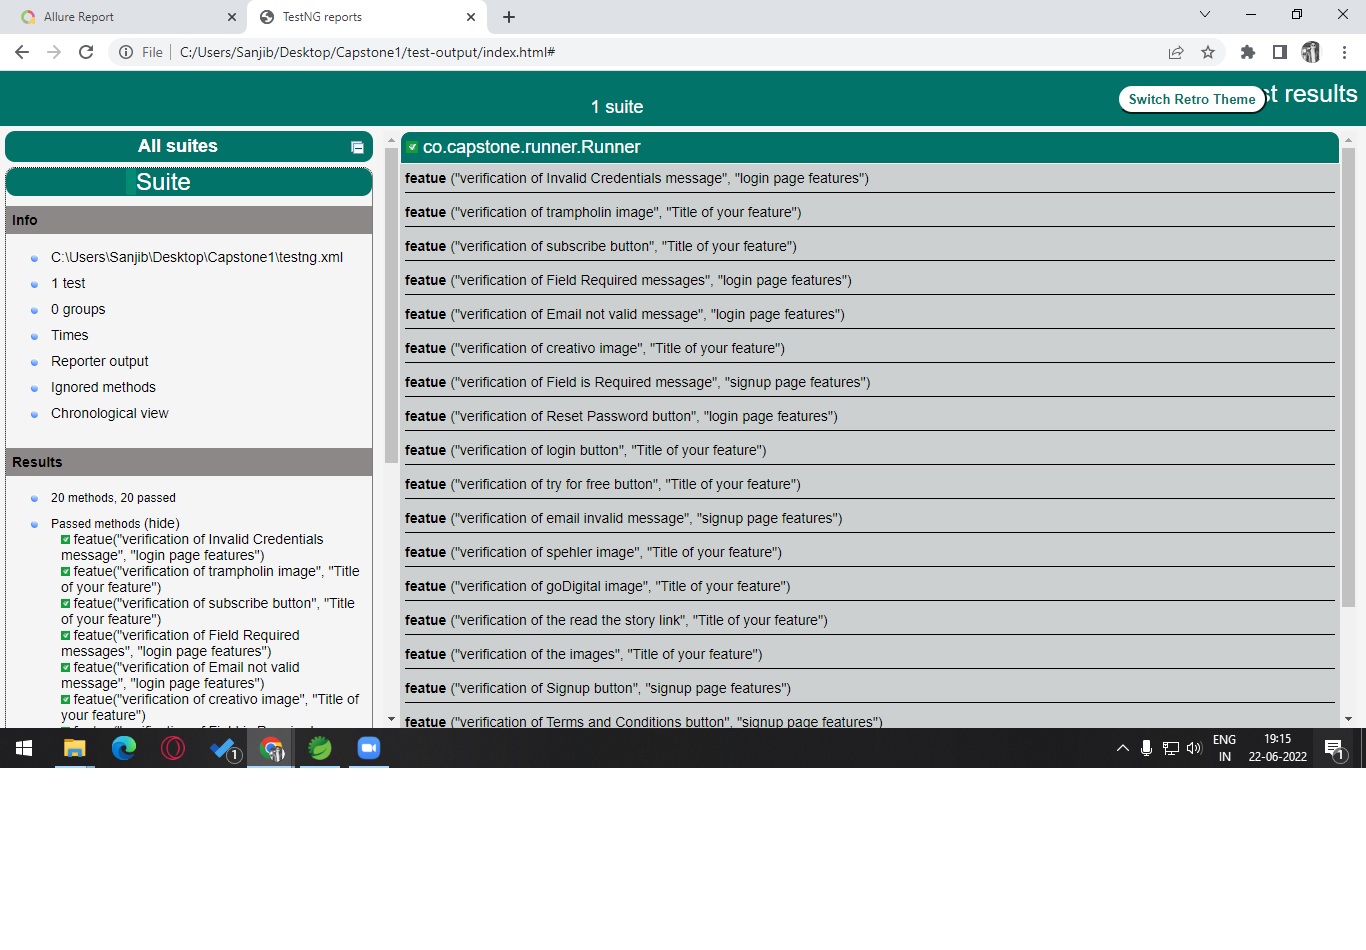 Allure Report
TestNG reports
File
C:/Users/Sanjib/Desktop/Capstone1/test-output/index.html#
1 suite
Switch Retro Theme
st results
All suites
Suite
Info
C:\Users\Sanjib\Desktop\Capstone1\testng.xml
1 test
0 groups
Times
Reporter output
Ignored methods
Chronological view
Results
20 methods, 20 passed
Passed methods (hide)
featue("verification of Invalid Credentials
message", "login page features")
featue("verification of trampholin image", "Title
of your feature")
featue("verification of subscribe button", "Title
of your feature")
featue("verification of Field Required
messages", "login page features")
featue("verification of Email not valid
message", "login page features")
featue("verification of creativo image", "Title of
your feature")
co.capstone.runner.Runner
featue ("verification of Invalid Credentials message", "login page features")
featue ("verification of trampholin image", "Title of your feature")
featue ("verification of subscribe button", "Title of your feature")
featue ("verification of Field Required messages", "login page features")
featue ("verification of Email not valid message", "login page features")
featue ("verification of creativo image", "Title of your feature")
featue ("verification of Field is Required message", "signup page features")
featue ("verification of Reset Password button", "login page features")
featue ("verification of login button", "Title of your feature")
featue ("verification of try for free button", "Title of your feature")
featue ("verification of email invalid message", "signup page features")
featue ("verification of spehler image", "Title of your feature")
featue ("verification of goDigital image", "Title of your feature")
featue ("verification of the read the story link", "Title of your feature")
featue ("verification of the images", "Title of your feature")
featue ("verification of Signup button", "signup page features")
featue ("verification of Terms and Conditions button", "signup page features")
1
ENG
IN
19:15
22-06-2022
1